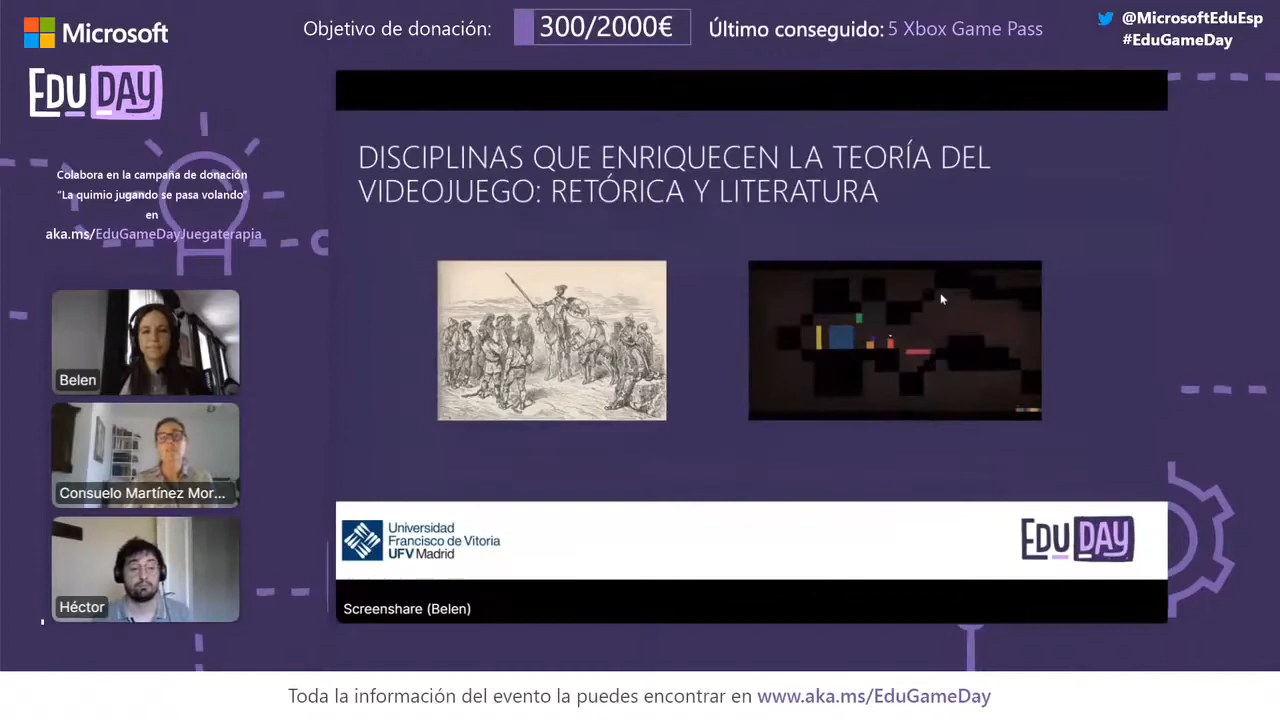 Microsoft
Objetivo de donación:
300/2000€
Último conseguido: 5 Xbox Game Pass
@MicrosoftEduEsp
#EduGameDay
EDU DAY
Colabora en la campaña de donación
“La quimio jugando se pasa volando”
en
aka.ms/EduGameDayJuegaterapia
DISCIPLINAS QUE ENRIQUECEN LA TEORÍA DEL
VIDEOJUEGO: RETÓRICA Y LITERATURA
Belen
Consuelo Martínez Mor...
Héctor
Universidad
Francisco de Vitoria
UFV Madrid
EDU DAY
Screenshare (Belen)
Toda la información del evento la puedes encontrar en www.aka.ms/EduGameDay